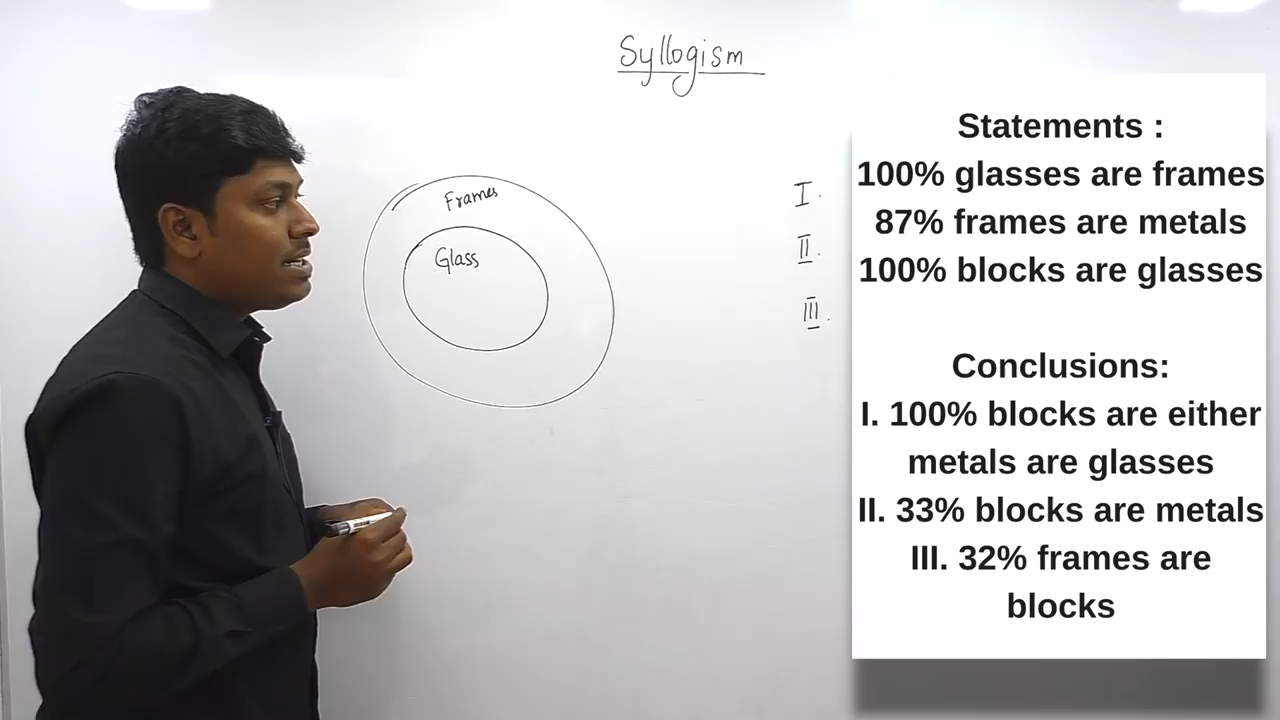 Syllogism
Frames
Glass
I.
II.
III.
Statements :
100% glasses are frames
87% frames are metals
100% blocks are glasses
Conclusions:
I. 100% blocks are either
metals are glasses
II. 33% blocks are metals
III. 32% frames are
blocks